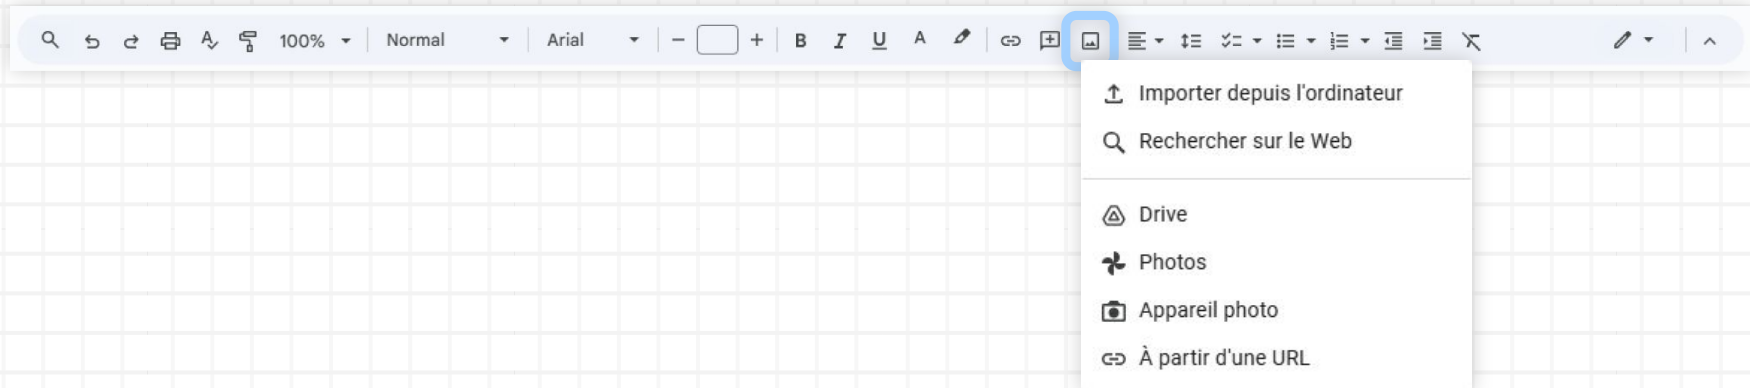 100% Normal Arial B I U A
Importer depuis l'ordinateur
Rechercher sur le Web
Drive
Photos
Appareil photo
À partir d'une URL